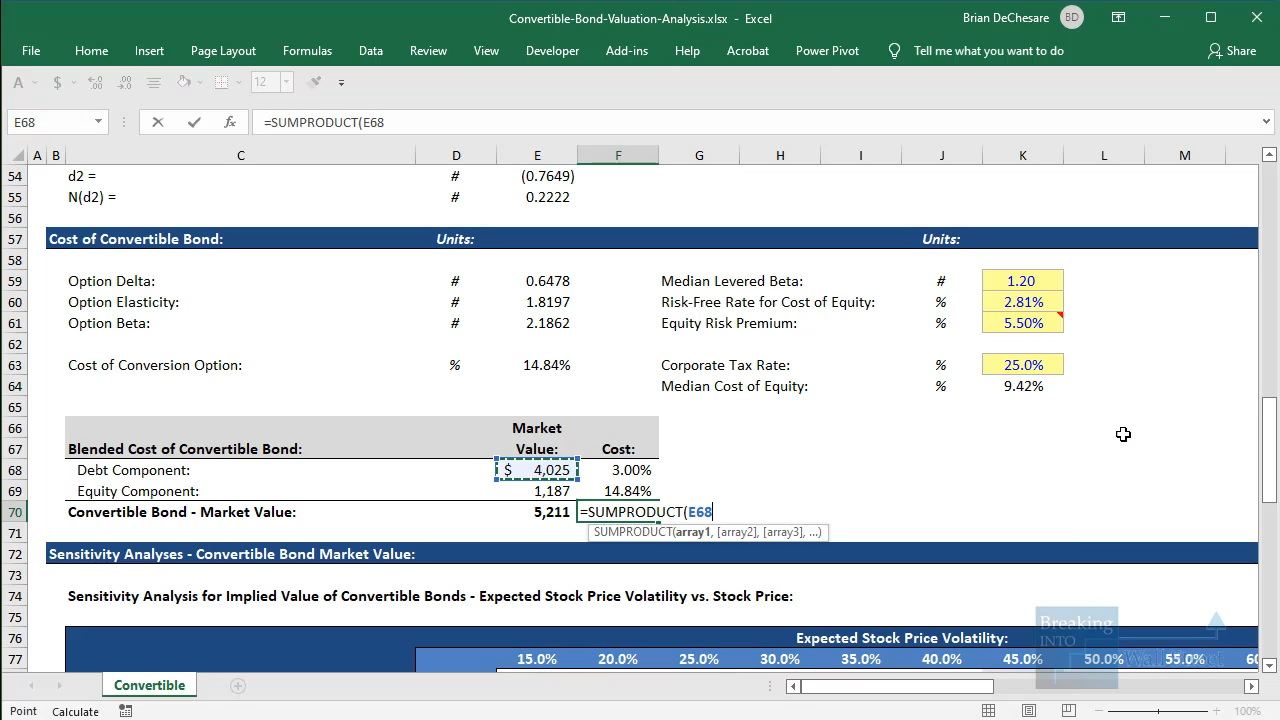 Convertible-Bond-Valuation-Analysis.xlsx - Excel
Brian DeChesare BD
File Home Insert Page Layout Formulas Data Review View Developer Add-ins Help Acrobat Power Pivot Tell me what you want to do Share
A $ 12
E68 fx =SUMPRODUCT(E68
A B C D E F G H I J K L M
54 d2 = # (0.7649)
55 N(d2) = # 0.2222
56
57 Cost of Convertible Bond: Units: Units:
58
59 Option Delta: # 0.6478 Median Levered Beta: # 1.20
60 Option Elasticity: # 1.8197 Risk-Free Rate for Cost of Equity: % 2.81%
61 Option Beta: # 2.1862 Equity Risk Premium: % 5.50%
62
63 Cost of Conversion Option: % 14.84% Corporate Tax Rate: % 25.0%
64 Median Cost of Equity: % 9.42%
65
66 Market
67 Blended Cost of Convertible Bond: Value: Cost:
68 Debt Component: $ 4,025 3.00%
69 Equity Component: 1,187 14.84%
70 Convertible Bond - Market Value: 5,211 =SUMPRODUCT(E68
71 SUMPRODUCT(array1, [array2], [array3], ...)
72 Sensitivity Analyses - Convertible Bond Market Value:
73
74 Sensitivity Analysis for Implied Value of Convertible Bonds - Expected Stock Price Volatility vs. Stock Price:
75
76 Expected Stock Price Volatility:
77 15.0% 20.0% 25.0% 30.0% 35.0% 40.0% 45.0% 50.0% 55.0% 60
Breaking
INTO
Wall Street
Convertible
Point Calculate 100%